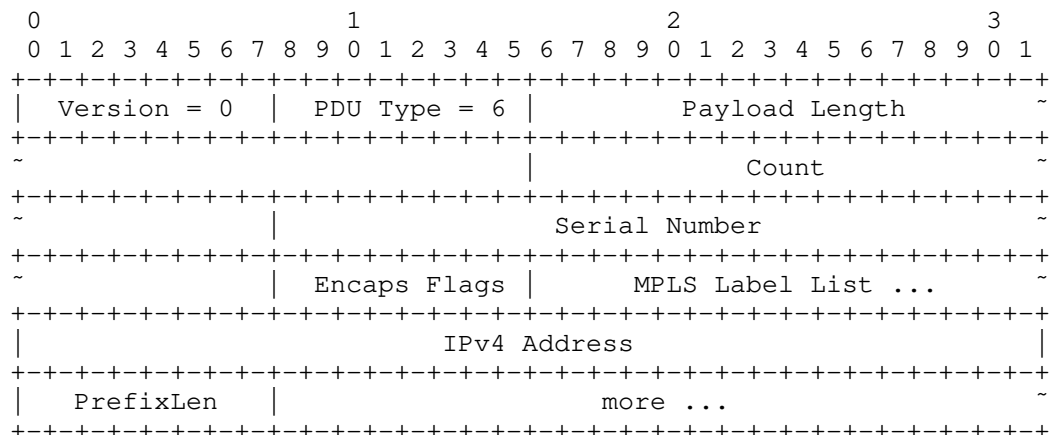 0                   1                   2                   3
0 1 2 3 4 5 6 7 8 9 0 1 2 3 4 5 6 7 8 9 0 1 2 3 4 5 6 7 8 9 0 1
+-+-+-+-+-+-+-+-+-+-+-+-+-+-+-+-+-+-+-+-+-+-+-+-+-+-+-+-+-+-+-+-+
|  Version = 0  |  PDU Type = 6 |         Payload Length        ~
+-+-+-+-+-+-+-+-+-+-+-+-+-+-+-+-+-+-+-+-+-+-+-+-+-+-+-+-+-+-+-+-+
~                               |             Count             ~
+-+-+-+-+-+-+-+-+-+-+-+-+-+-+-+-+-+-+-+-+-+-+-+-+-+-+-+-+-+-+-+-+
~               |                 Serial Number                 ~
+-+-+-+-+-+-+-+-+-+-+-+-+-+-+-+-+-+-+-+-+-+-+-+-+-+-+-+-+-+-+-+-+
~               |  Encaps Flags |      MPLS Label List ...      ~
+-+-+-+-+-+-+-+-+-+-+-+-+-+-+-+-+-+-+-+-+-+-+-+-+-+-+-+-+-+-+-+-+
|                          IPv4 Address                         |
+-+-+-+-+-+-+-+-+-+-+-+-+-+-+-+-+-+-+-+-+-+-+-+-+-+-+-+-+-+-+-+-+
|   PrefixLen   |                    more ...                   ~
+-+-+-+-+-+-+-+-+-+-+-+-+-+-+-+-+-+-+-+-+-+-+-+-+-+-+-+-+-+-+-+-+